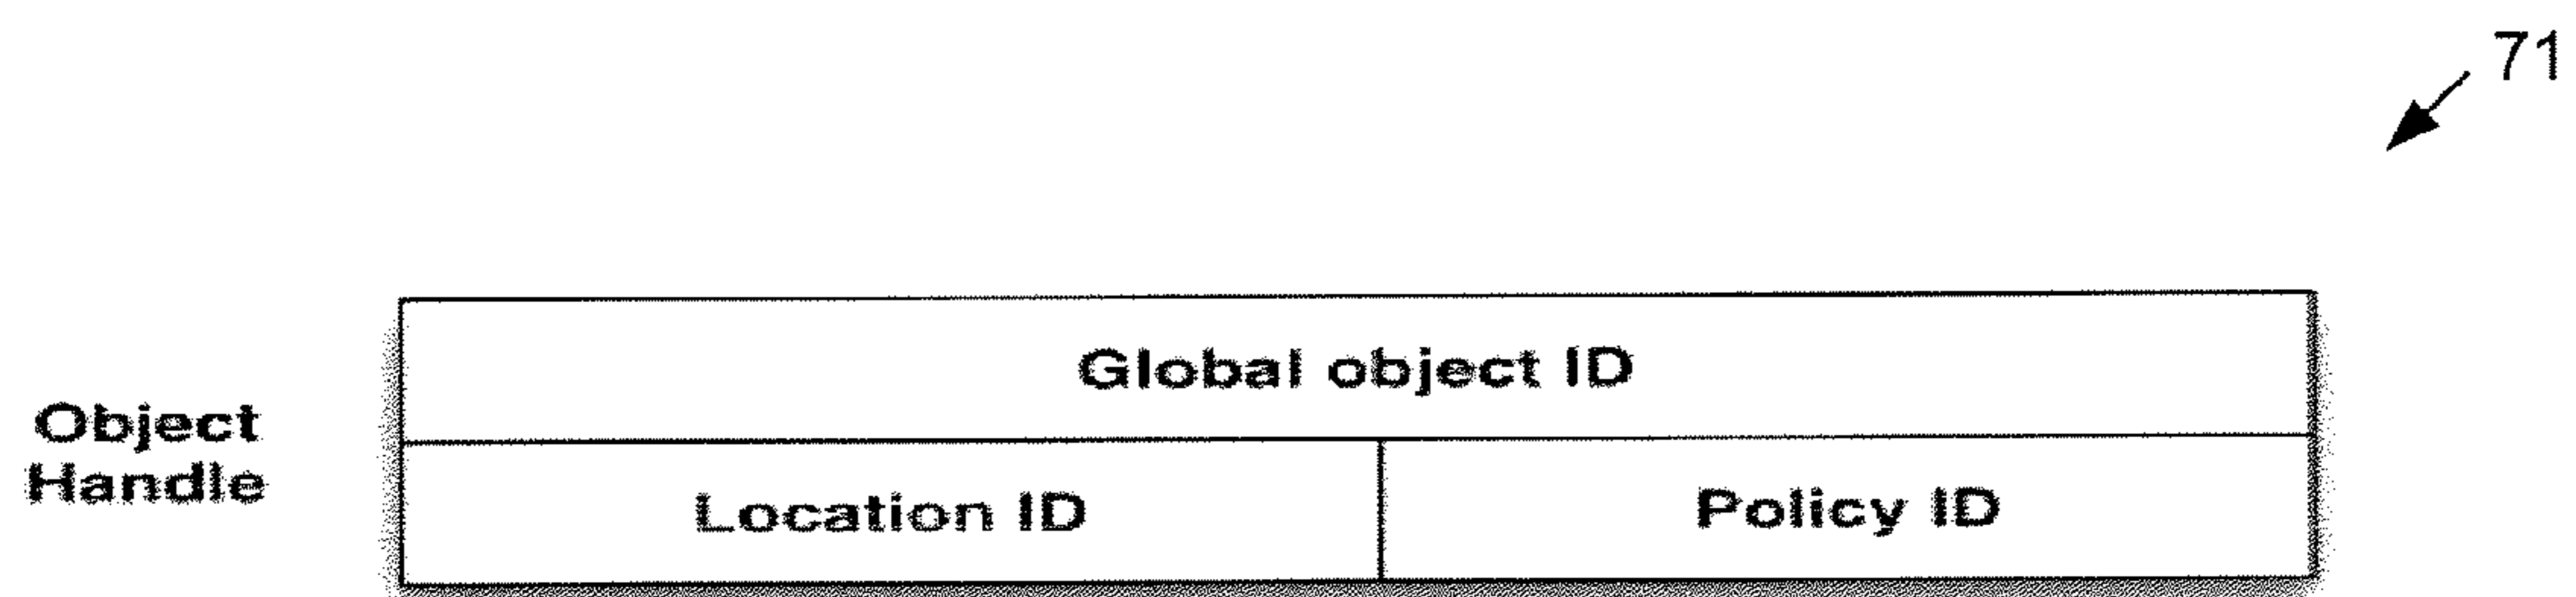 71
Global object ID
Object
Handle
Location ID
Policy ID